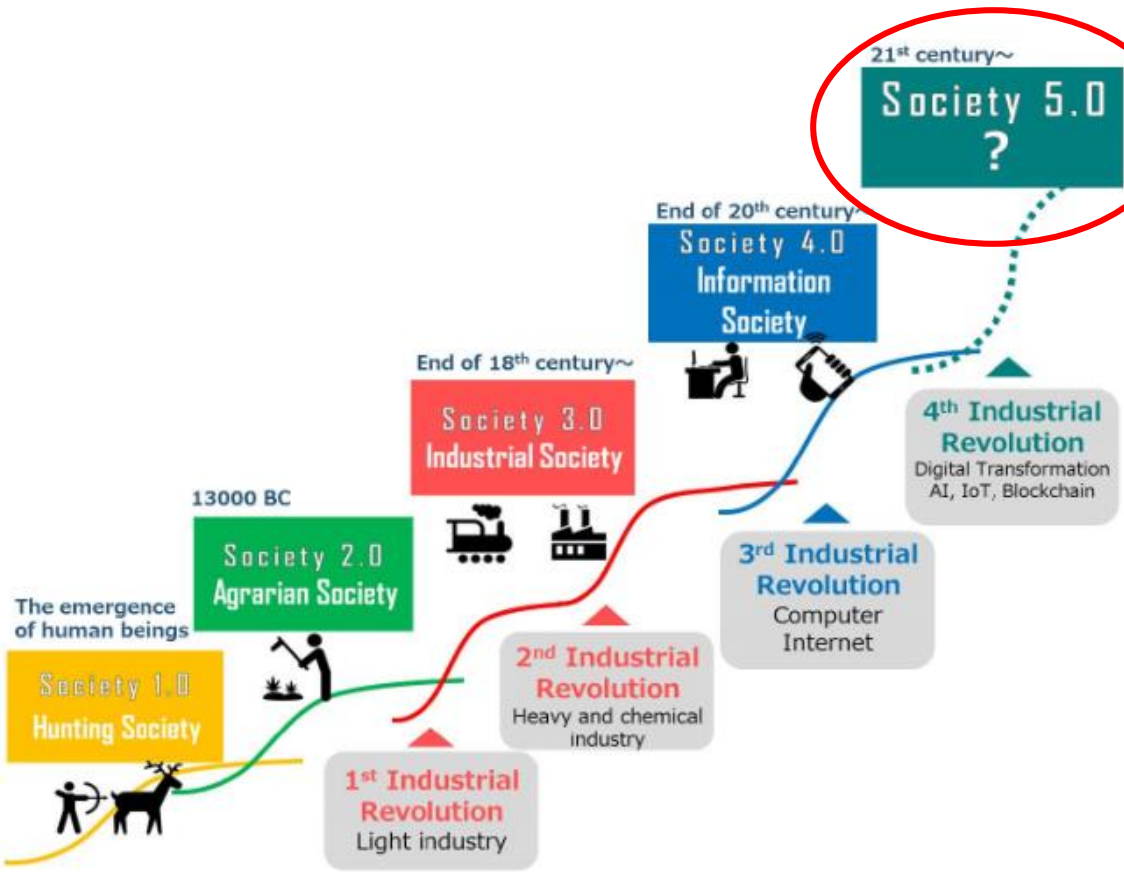 21st century～
Society 5.0
?
End of 20th century～
Society 4.0
Information
Society
End of 18th century～
Society 3.0
Industrial Society
13000 BC
Society 2.0
Agrarian Society
The emergence
of human beings
Society 1.0
Hunting Society
4th Industrial
Revolution
Digital Transformation
AI, IoT, Blockchain
3rd Industrial
Revolution
Computer
Internet
2nd Industrial
Revolution
Heavy and chemical
industry
1st Industrial
Revolution
Light industry